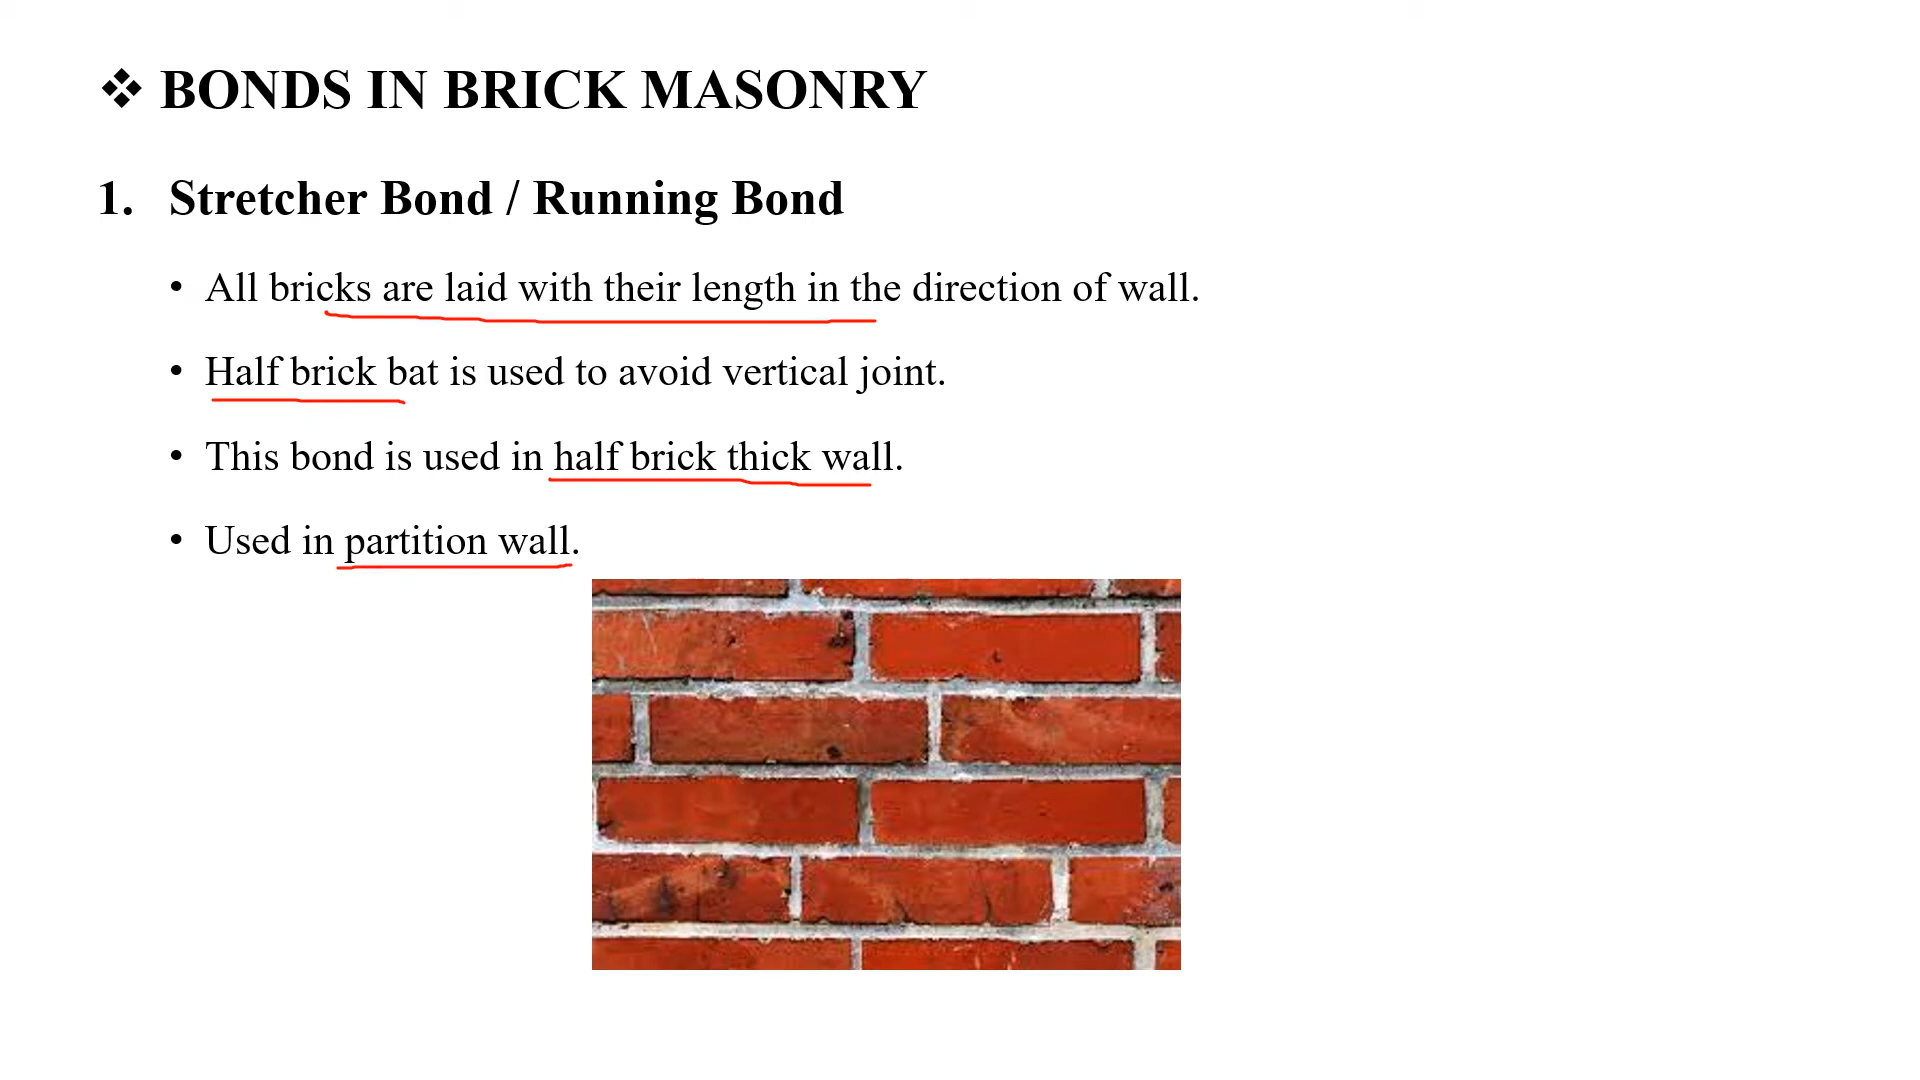 ❖ BONDS IN BRICK MASONRY
1. Stretcher Bond / Running Bond
• All bricks are laid with their length in the direction of wall.
• Half brick bat is used to avoid vertical joint.
• This bond is used in half brick thick wall.
• Used in partition wall.